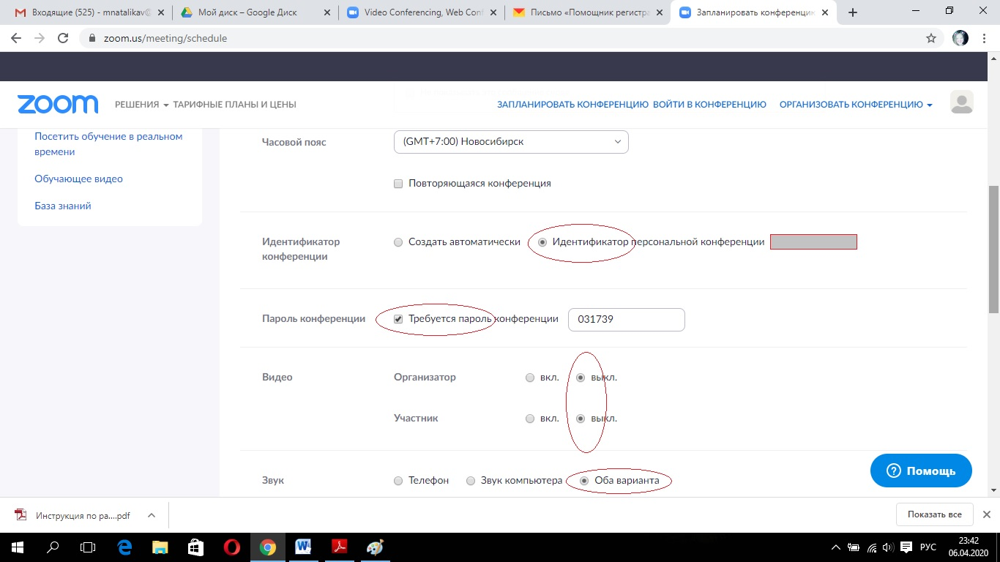 Входящие (525) - mnatalikav@
Мой диск – Google Диск
Video Conferencing, Web Conf
Письмо «Помощник регистра
Запланировать конференцию
zoom.us/meeting/schedule
zoom
РЕШЕНИЯ
ТАРИФНЫЕ ПЛАНЫ И ЦЕНЫ
ЗАПЛАНИРОВАТЬ КОНФЕРЕНЦИЮ
ВОЙТИ В КОНФЕРЕНЦИЮ
ОРГАНИЗОВАТЬ КОНФЕРЕНЦИЮ
Посетить обучение в реальном
времени
Обучающее видео
База знаний
Часовой пояс
(GMT+7:00) Новосибирск
Повторяющаяся конференция
Идентификатор
конференции
Создать автоматически
Идентификатор персональной конференции
Пароль конференции
Требуется пароль конференции
031739
Видео
Организатор
вкл.
выкл.
Участник
вкл.
выкл.
Звук
Телефон
Звук компьютера
Оба варианта
Помощь
Инструкция по ра....pdf
Показать все
РУС
23:42
06.04.2020